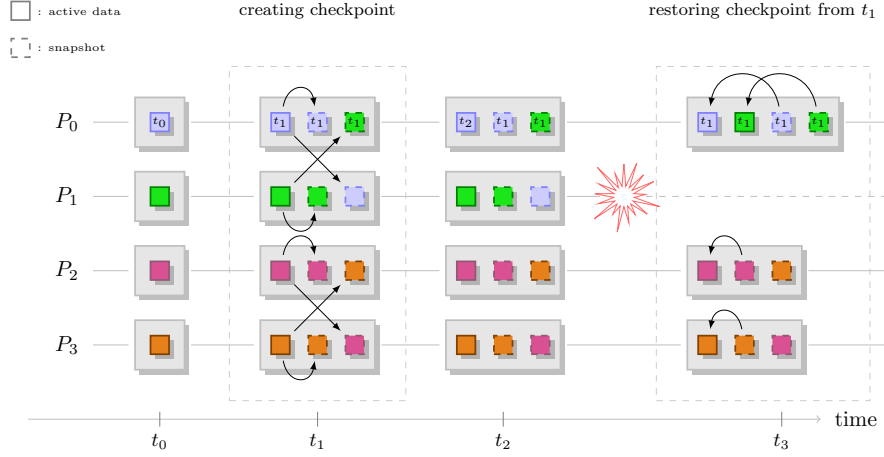 : active data
: snapshot
creating checkpoint
restoring checkpoint from t₁
P₀ t₀ t₁ t₁ t₁ t₂ t₁ t₁ t₁ t₁ t₁ t₁
P₁
P₂
P₃
time
t₀ t₁ t₂ t₃